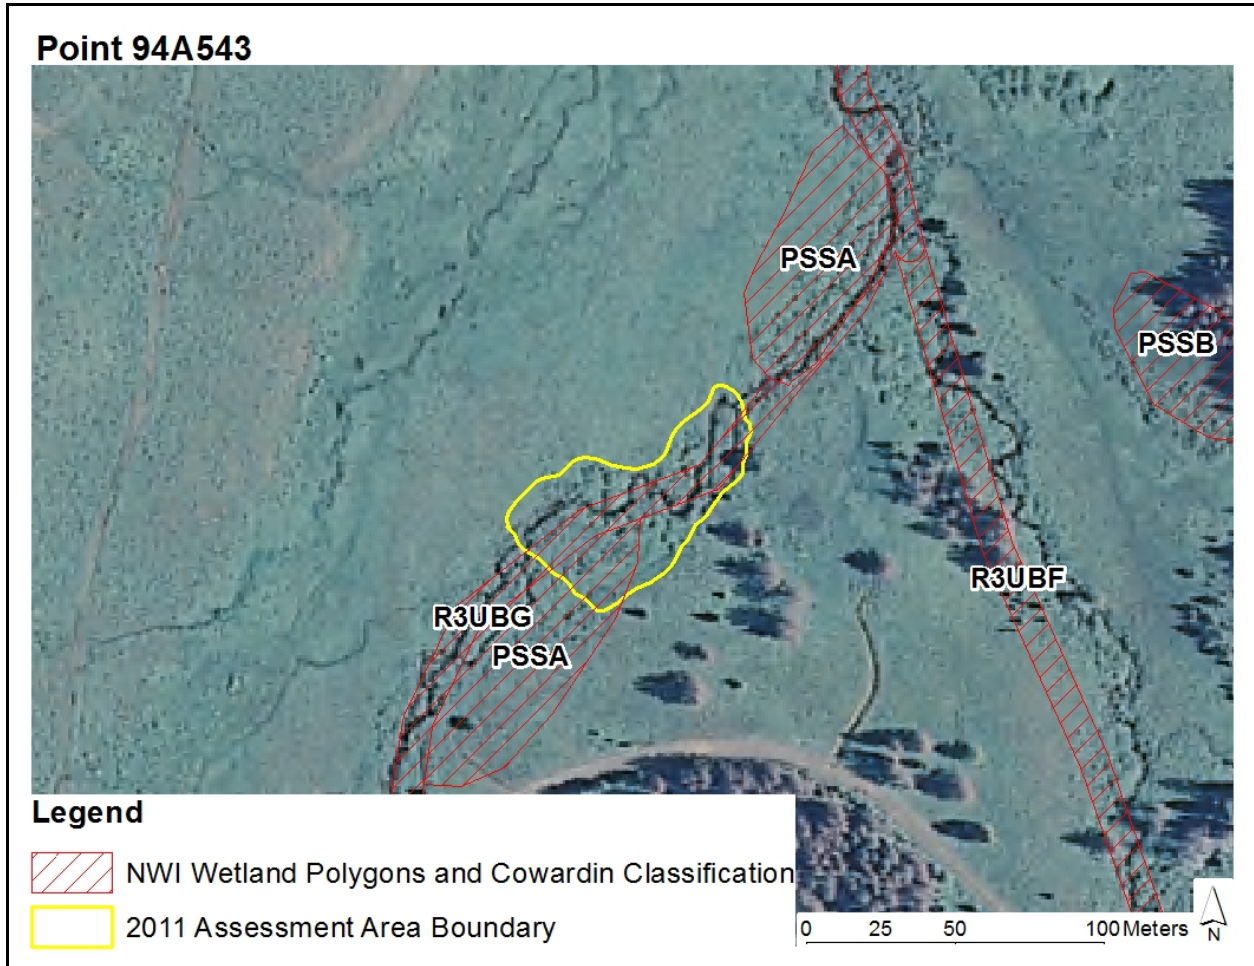 Point 94A543
PSSA
PSSB
R3UBF
R3UBG
PSSA
Legend
NWI Wetland Polygons and Cowardin Classification
2011 Assessment Area Boundary
0 25 50 100 Meters
N